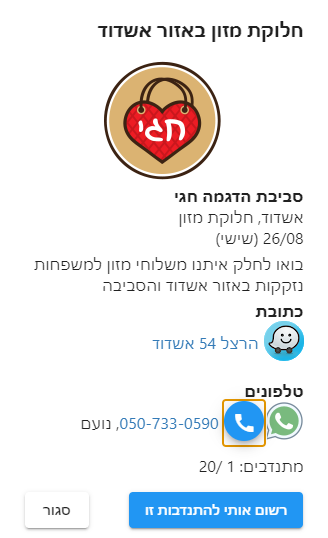 חלוקת מזון באזור אשדוד
חגי
סביבת הדגמה חגי
אשדוד, חלוקת מזון
26/08 (שישי)
בואו לחלק איתנו משלוחי מזון למשפחות
נזקקות באזור אשדוד והסביבה
כתובת
הרצל 54 אשדוד
טלפונים
050-733-0590, נועם
מתנדבים: 1 /20
רשום אותי להתנדבות זו
סגור